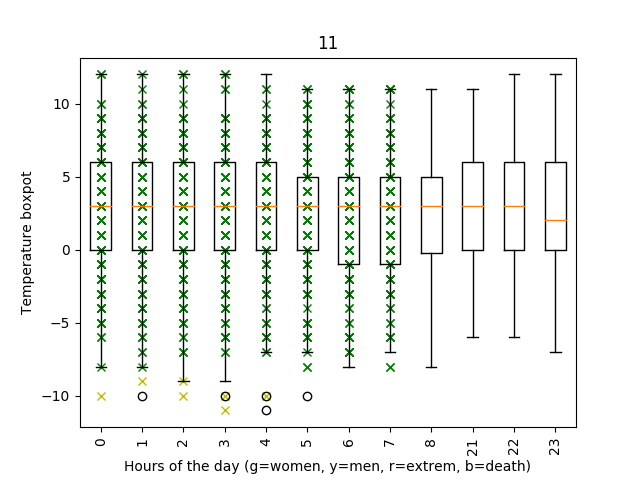 11
Temperature boxpot
10
5
0
−5
−10
0 1 2 3 4 5 6 7 8 21 22 23
Hours of the day (g=women, y=men, r=extrem, b=death)